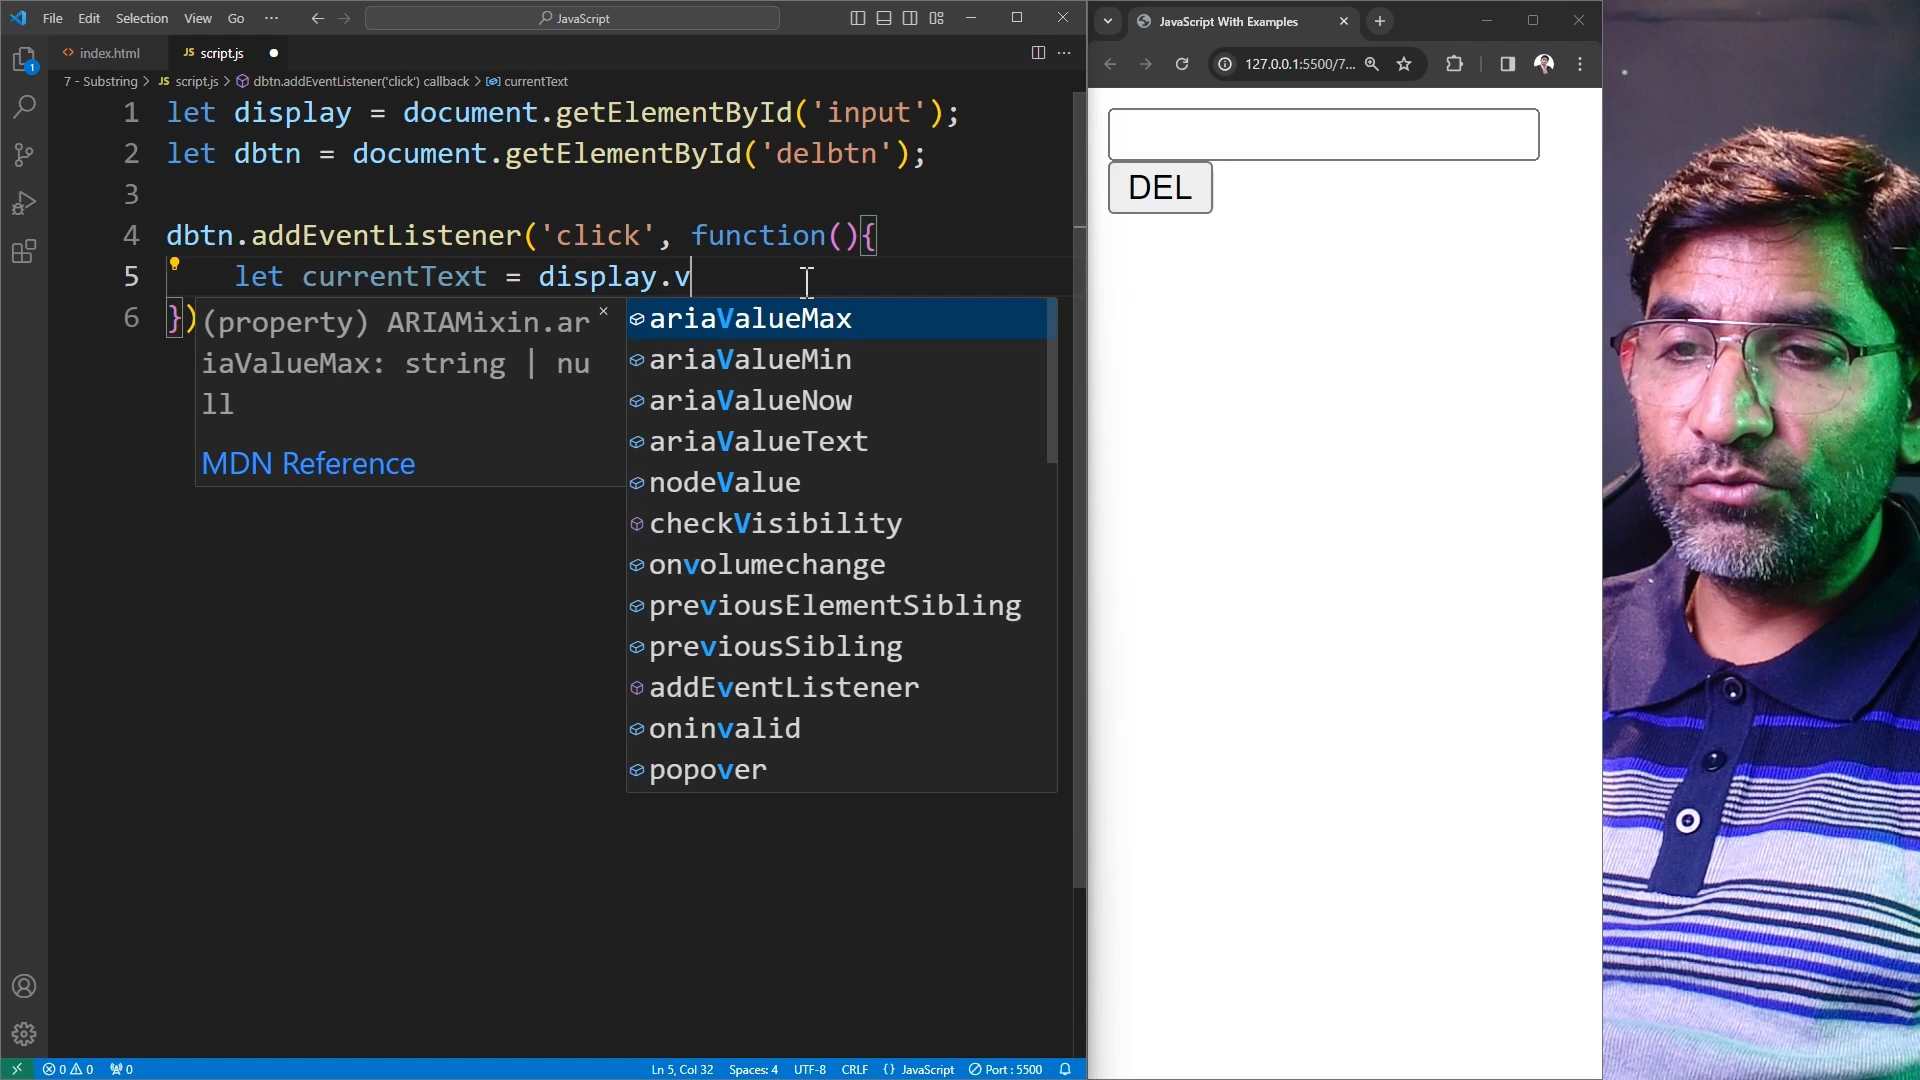 File Edit Selection View Go ··· JavaScript
JavaScript With Examples
127.0.0.1:5500/7...
index.html
JS script.js
7 - Substring > JS script.js > dbtn.addEventListener('click') callback > currentText
1 let display = document.getElementById('input');
2 let dbtn = document.getElementById('delbtn');
3
4 dbtn.addEventListener('click', function(){
5 let currentText = display.v
6 })
(property) ARIAMixin.ar
iaValueMax: string | nu
ll
MDN Reference
ariaValueMax
ariaValueMin
ariaValueNow
ariaValueText
nodeValue
checkVisibility
onvolumechange
previousElementSibling
previousSibling
addEventListener
oninvalid
popover
DEL
1
0 0 0 Ln 5, Col 32 Spaces: 4 UTF-8 CRLF {} JavaScript Port : 5500